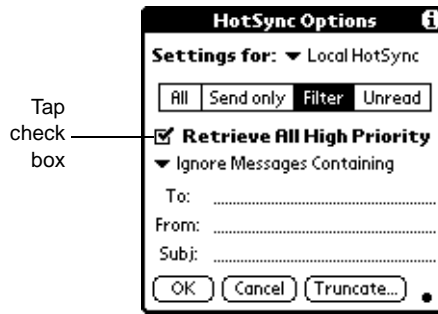 HotSync Options
Settings for: Local HotSync
All Send only Filter Unread
Tap check box
Retrieve All High Priority
Ignore Messages Containing
To:
From:
Subj:
OK Cancel Truncate...